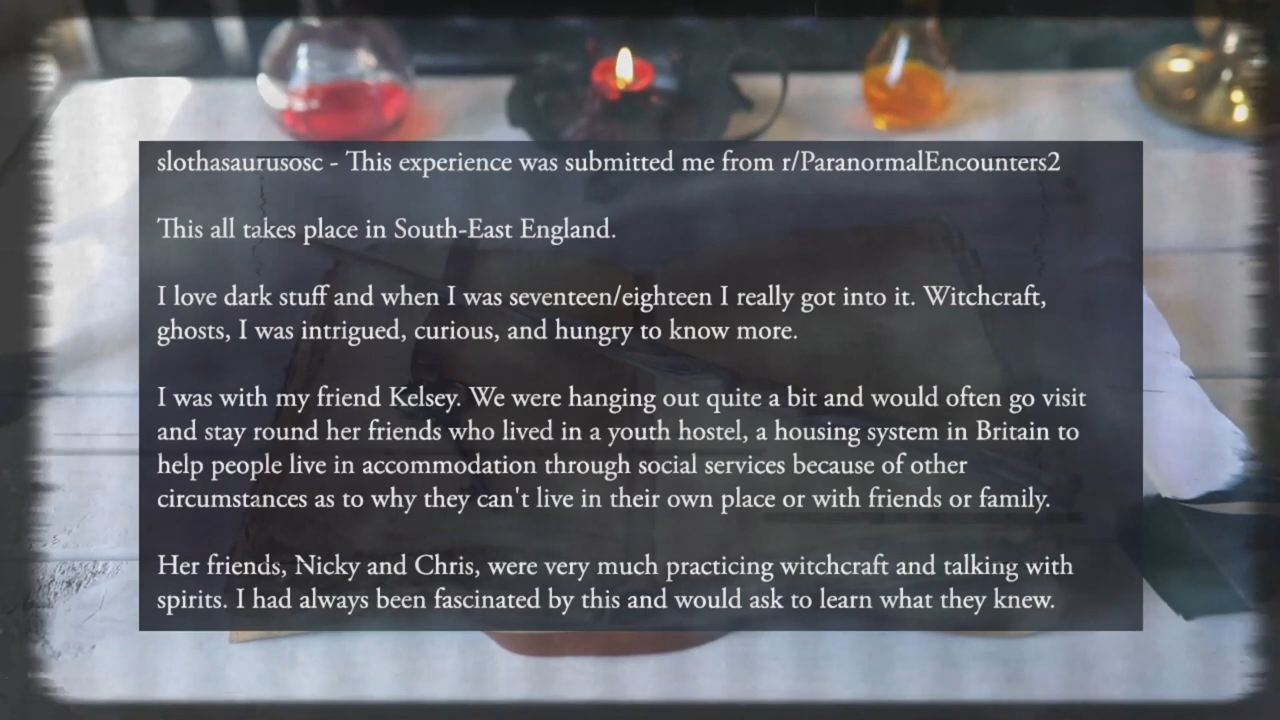 slothasaurusosc - This experience was submitted me from r/ParanormalEncounters2
This all takes place in South-East England.
I love dark stuff and when I was seventeen/eighteen I really got into it. Witchcraft,
ghosts, I was intrigued, curious, and hungry to know more.
I was with my friend Kelsey. We were hanging out quite a bit and would often go visit
and stay round her friends who lived in a youth hostel, a housing system in Britain to
help people live in accommodation through social services because of other
circumstances as to why they can't live in their own place or with friends or family.
Her friends, Nicky and Chris, were very much practicing witchcraft and talking with
spirits. I had always been fascinated by this and would ask to learn what they knew.